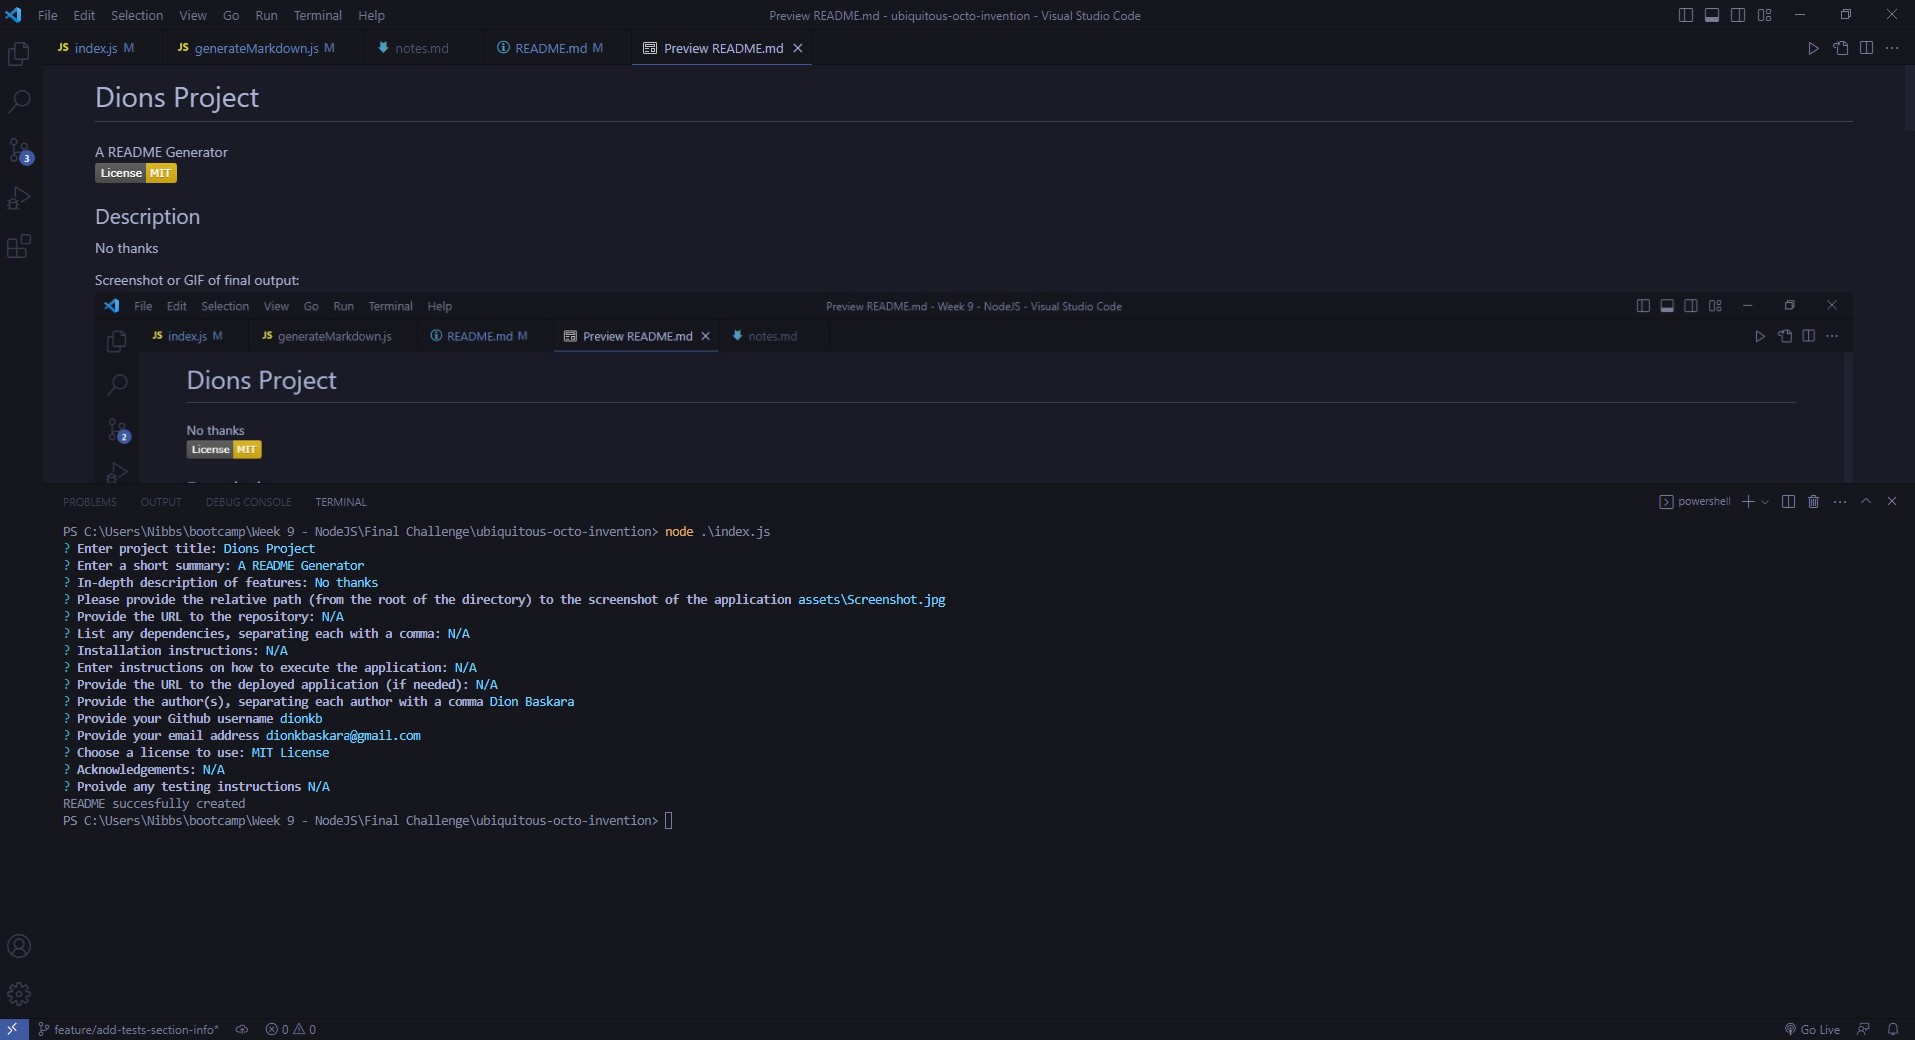 File Edit Selection View Go Run Terminal Help Preview README.md - ubiquitous-octo-invention - Visual Studio Code
JS index.js M JS generateMarkdown.js M notes.md README.md M Preview README.md
Dions Project
A README Generator
License MIT
3
Description
No thanks
Screenshot or GIF of final output:
File Edit Selection View Go Run Terminal Help Preview README.md - Week 9 - NodeJS - Visual Studio Code
JS index.js M JS generateMarkdown.js README.md M Preview README.md notes.md
Dions Project
No thanks
2
License MIT
PROBLEMS OUTPUT DEBUG CONSOLE TERMINAL powershell
PS C:\Users\Nibbs\bootcamp\Week 9 - NodeJS\Final Challenge\ubiquitous-octo-invention> node .\index.js
? Enter project title: Dions Project
? Enter a short summary: A README Generator
? In-depth description of features: No thanks
? Please provide the relative path (from the root of the directory) to the screenshot of the application assets\Screenshot.jpg
? Provide the URL to the repository: N/A
? List any dependencies, separating each with a comma: N/A
? Installation instructions: N/A
? Enter instructions on how to execute the application: N/A
? Provide the URL to the deployed application (if needed): N/A
? Provide the author(s), separating each author with a comma Dion Baskara
? Provide your Github username dionkb
? Provide your email address dionkbaskara@gmail.com
? Choose a license to use: MIT License
? Acknowledgements: N/A
? Proivde any testing instructions N/A
README succesfully created
PS C:\Users\Nibbs\bootcamp\Week 9 - NodeJS\Final Challenge\ubiquitous-octo-invention>
feature/add-tests-section-info* 0 0 Go Live